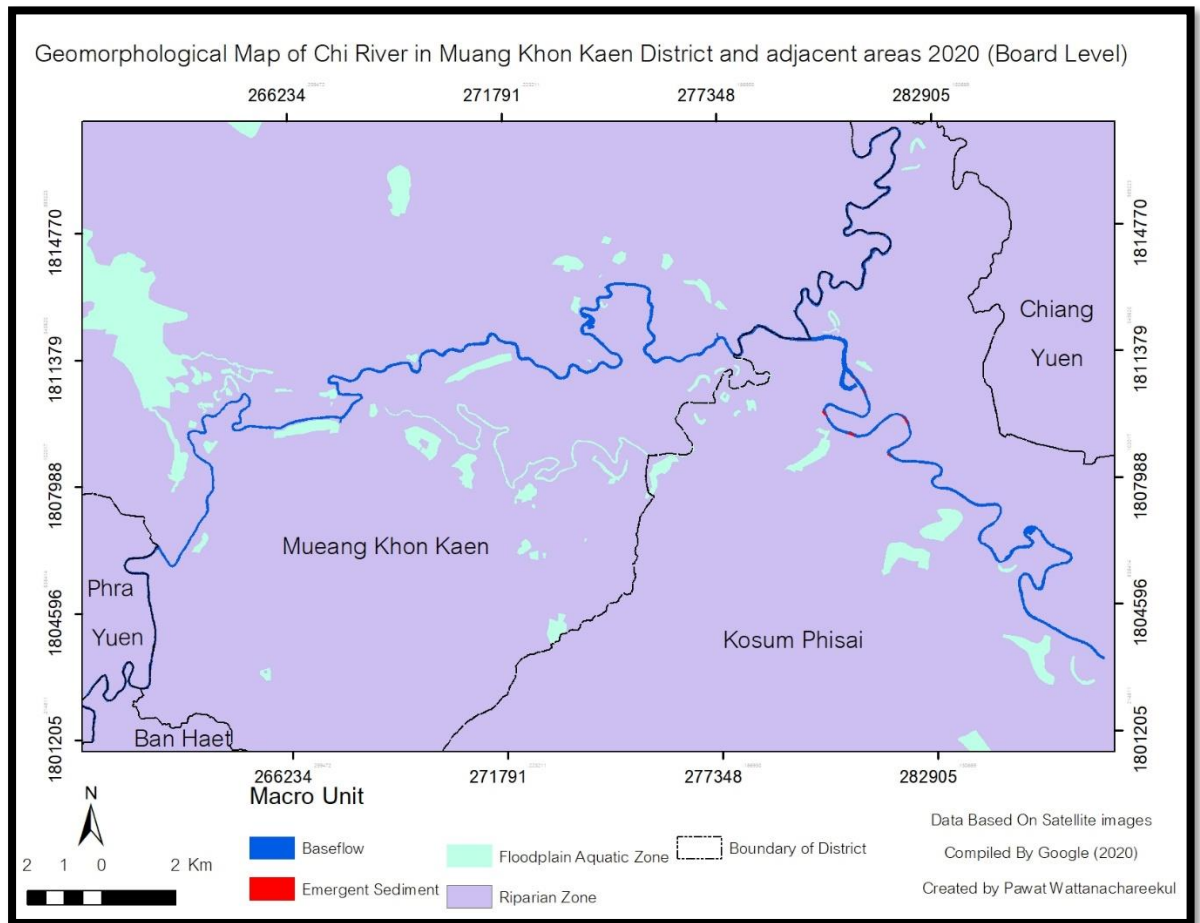 Geomorphological Map of Chi River in Muang Khon Kaen District and adjacent areas 2020 (Board Level)
266234 271791 277348 282905
1814770 1814770
Chiang
Yuen
1811379 1811379
1807988 1807988
Mueang Khon Kaen
Phra
Yuen
1804596 1804596
Kosum Phisai
Ban Haet
1801205 1801205
266234 271791 277348 282905
Macro Unit
N
2 1 0 2 Km
Baseflow
Emergent Sediment
Floodplain Aquatic Zone
Riparian Zone
Boundary of District
Data Based On Satellite images
Compiled By Google (2020)
Created by Pawat Wattanachareekul